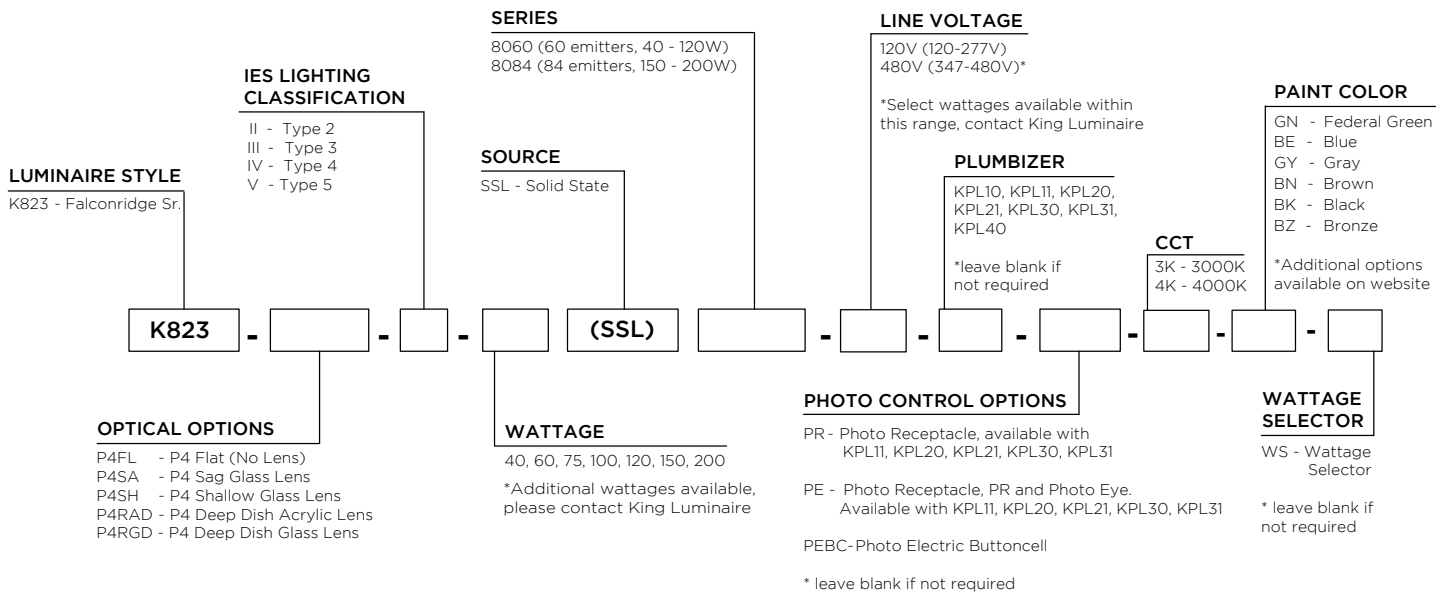 SERIES
8060 (60 emitters, 40 - 120W)
8084 (84 emitters, 150 - 200W)
LINE VOLTAGE
120V (120-277V)
480V (347-480V)*
*Select wattages available within
this range, contact King Luminaire
IES LIGHTING
CLASSIFICATION
II - Type 2
III - Type 3
IV - Type 4
V - Type 5
PAINT COLOR
GN - Federal Green
BE - Blue
GY - Gray
BN - Brown
BK - Black
BZ - Bronze
*Additional options
available on website
LUMINAIRE STYLE
K823 - Falconridge Sr.
SOURCE
SSL - Solid State
PLUMBIZER
KPL10, KPL11, KPL20,
KPL21, KPL30, KPL31,
KPL40
*leave blank if
not required
CCT
3K - 3000K
4K - 4000K
K823 - - - (SSL) - - - - - -
OPTICAL OPTIONS
P4FL - P4 Flat (No Lens)
P4SA - P4 Sag Glass Lens
P4SH - P4 Shallow Glass Lens
P4RAD - P4 Deep Dish Acrylic Lens
P4RGD - P4 Deep Dish Glass Lens
WATTAGE
40, 60, 75, 100, 120, 150, 200
*Additional wattages available,
please contact King Luminaire
PHOTO CONTROL OPTIONS
PR - Photo Receptacle, available with
KPL11, KPL20, KPL21, KPL30, KPL31
PE - Photo Receptacle, PR and Photo Eye.
Available with KPL11, KPL20, KPL21, KPL30, KPL31
PEBC-Photo Electric Buttoncell
* leave blank if not required
WATTAGE
SELECTOR
WS - Wattage
Selector
* leave blank if
not required